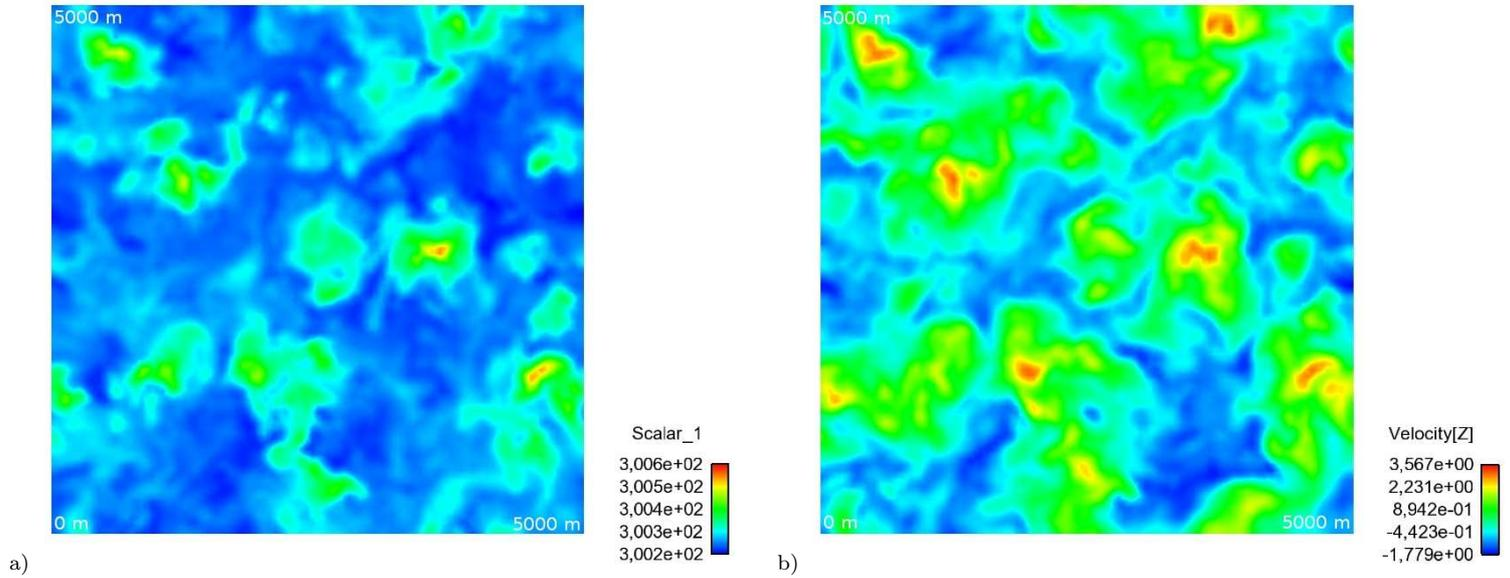 5000 m
0 m
5000 m
Scalar_1
3,006e+02
3,005e+02
3,004e+02
3,003e+02
3,002e+02
a)
5000 m
0 m
5000 m
Velocity[Z]
3,567e+00
2,231e+00
8,942e-01
-4,423e-01
-1,779e+00
b)